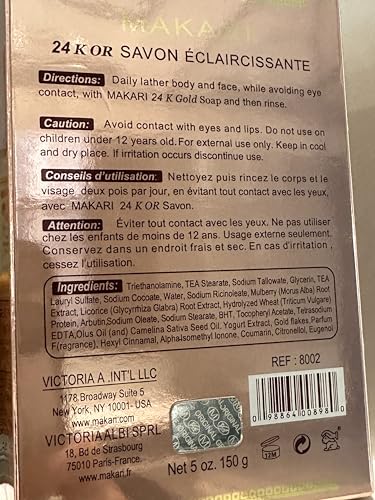 MAKARI
24 K OR SAVON ÉCLAIRCISSANTE
Directions: Daily lather body and face, while avoiding eye
contact, with MAKARI 24 K Gold Soap and then rinse.
Caution: Avoid contact with eyes and lips. Do not use on
children under 12 years old. For external use only. Keep in cool
and dry place. If irritation occurs discontinue use.
Conseils d'utilisation: Nettoyez puis rincez le corps et le
visage deux pois par jour, en évitant tout contact avec les yeux,
avec MAKARI 24 K OR Savon.
Attention: Éviter tout contact avec les yeux. Ne pas utiliser
chez les enfants de moins de 12 ans. Usage externe seulement.
Conservez dans un endroit frais et sec. En cas d'irritation ,
cessez l'utilisation.
Ingredients: Triethanolamine, TEA Stearate, Sodium Tallowate, Glycerin, TEA
Lauryl Sulfate, Sodium Cocoate, Water, Sodium Ricinoleate, Mulberry (Morus Alba) Root
Extract, Licorice (Glycyrrhiza Glabra) Root Extract, Hydrolyzed Wheat (Triticum Vulgare)
Protein, Arbutin,Sodium Oleate, Sodium Stearate, BHT, Tocopheryl Acetate, Tetrasodium
EDTA,Olus Oil (and) Camelina Sativa Seed Oil, Yogurt Extract, Gold flakes, Parfum
F(ragrance), Hexyl Cinnamal, Alpha-Isomethyl Ionone, Coumarin, Citronellol, Eugenol
REF : 8002
VICTORIA A .INT'L LLC
1178 Broadway Suite 5
New York, NY 10001- USA
www.makari.com
VICTORIA ALBI SPRL
18, Bd de Strasbourg
75010 Paris-France.
www.makari.fr
ORIGINAL
Net 5 oz. 150 g
12M
0 98864 00898 0